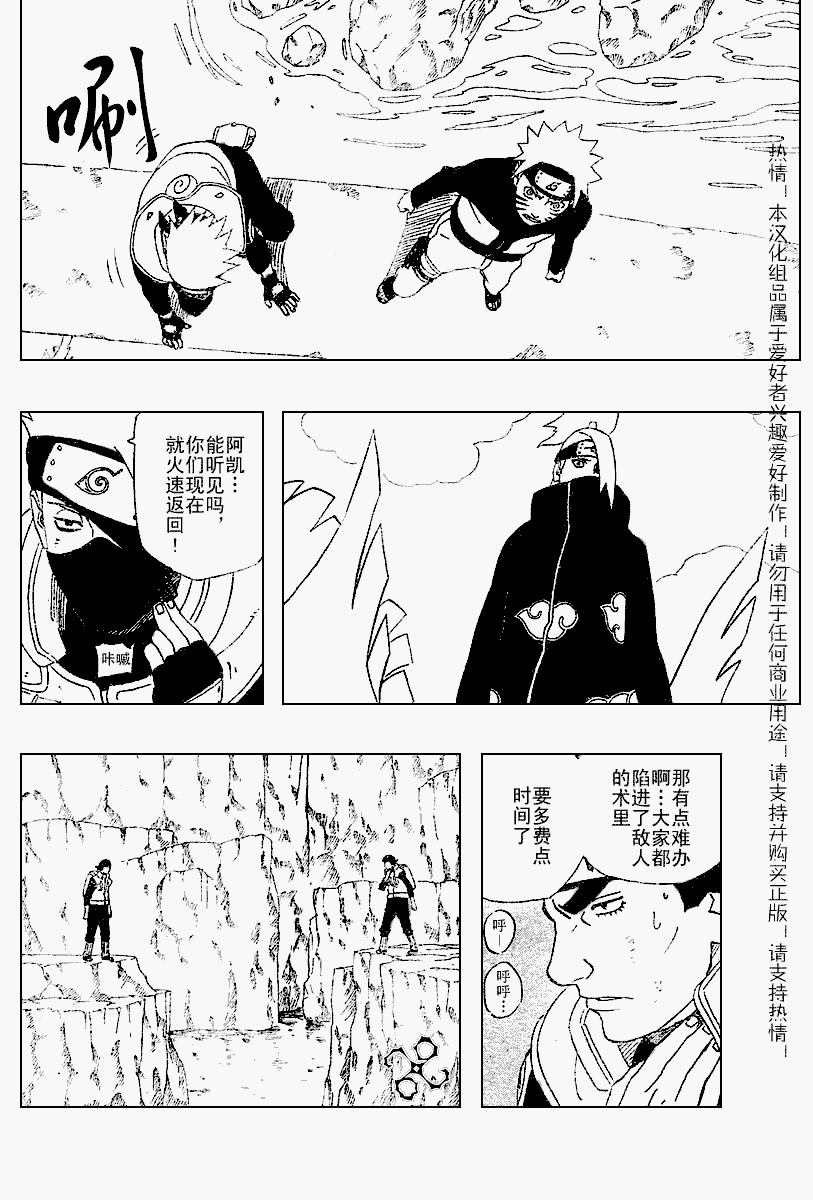 唰
阿凯…
能听见吗,
你们现在
就火速返
回!
咔嘁
那有点难办
啊…大家都
陷进了敌人
的术里
要多费点
时间了
呼—
呼呼…
热情!本汉化组品属于爱好者兴趣爱好制作!请勿用于任何商业用途!请支持并购买正版!请支持热情!